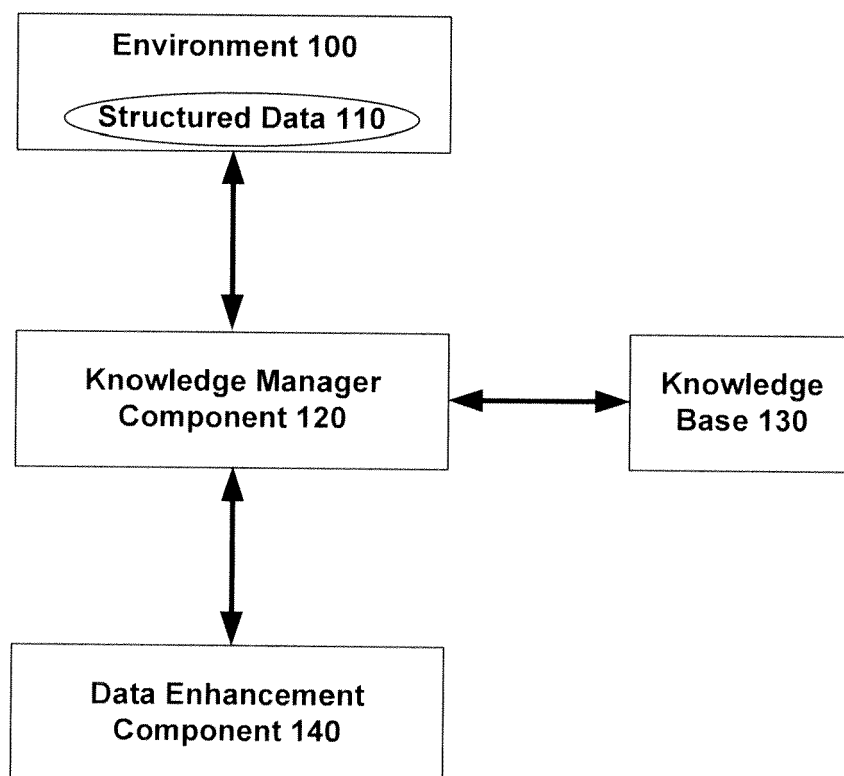 Environment 100
Structured Data 110
Knowledge Manager
Component 120
Knowledge
Base 130
Data Enhancement
Component 140